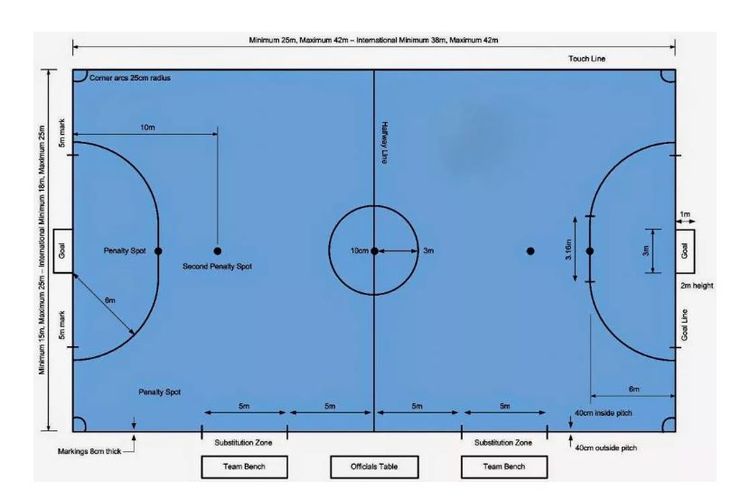 Minimum 25m, Maximum 42m – International Minimum 38m, Maximum 42m
Touch Line
Corner arcs 25cm radius
5m mark
10m
Halfway Line
Minimum 15m, Maximum 25m – International Minimum 18m, Maximum 25m
Goal
Penalty Spot
Second Penalty Spot
10cm
3m
3.16m
3m
Goal
1m
2m height
6m
5m mark
Goal Line
Penalty Spot
6m
5m
5m
5m
5m
40cm inside pitch
Markings 8cm thick
Substitution Zone
Substitution Zone
40cm outside pitch
Team Bench
Officials Table
Team Bench